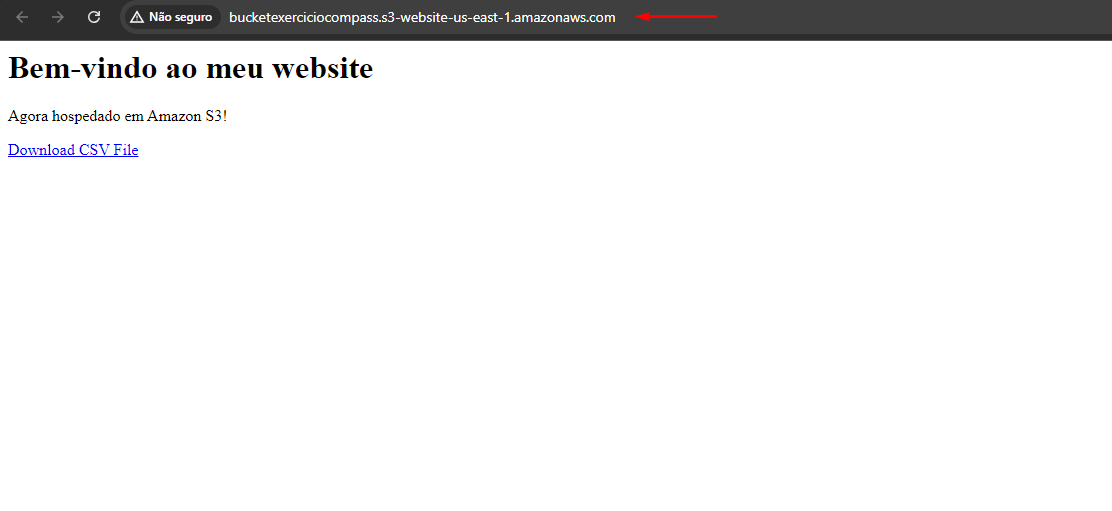 Não seguro bucketexerciciocompass.s3-website-us-east-1.amazonaws.com
Bem-vindo ao meu website
Agora hospedado em Amazon S3!
Download CSV File